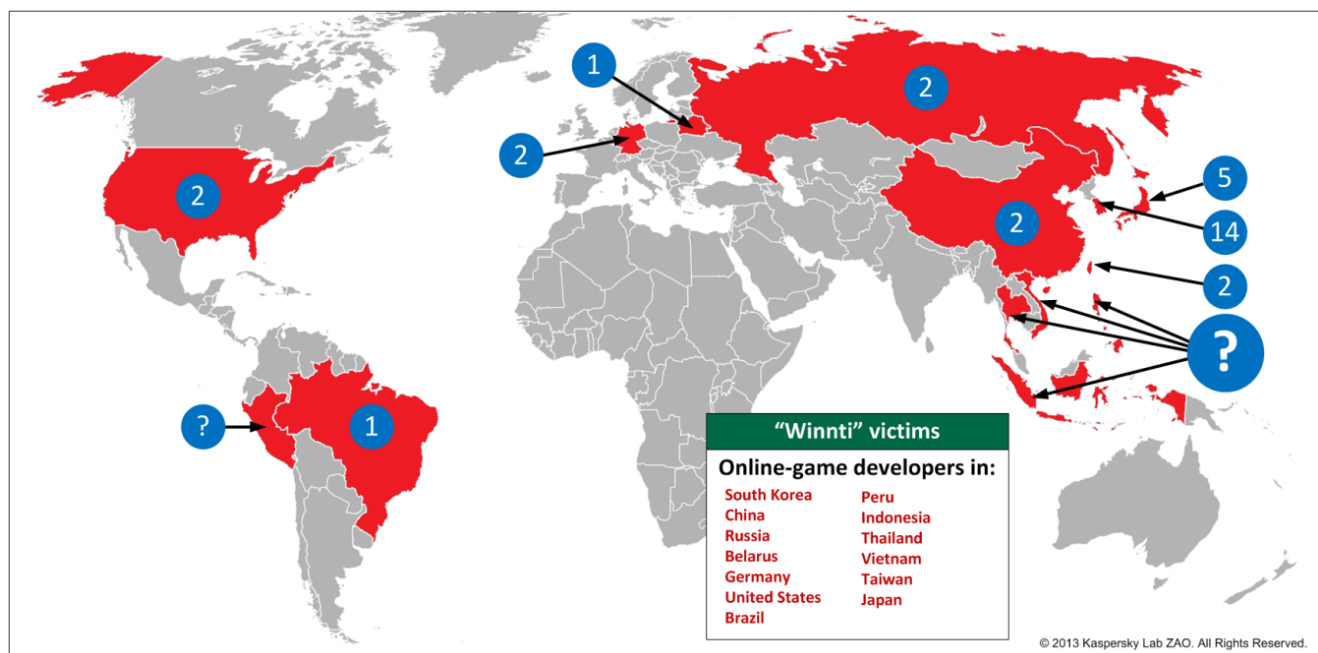 1
2
2
2
5
2
14
2
?
?
1
“Winnti” victims
Online-game developers in:
South Korea
China
Russia
Belarus
Germany
United States
Brazil
Peru
Indonesia
Thailand
Vietnam
Taiwan
Japan
© 2013 Kaspersky Lab ZAO. All Rights Reserved.